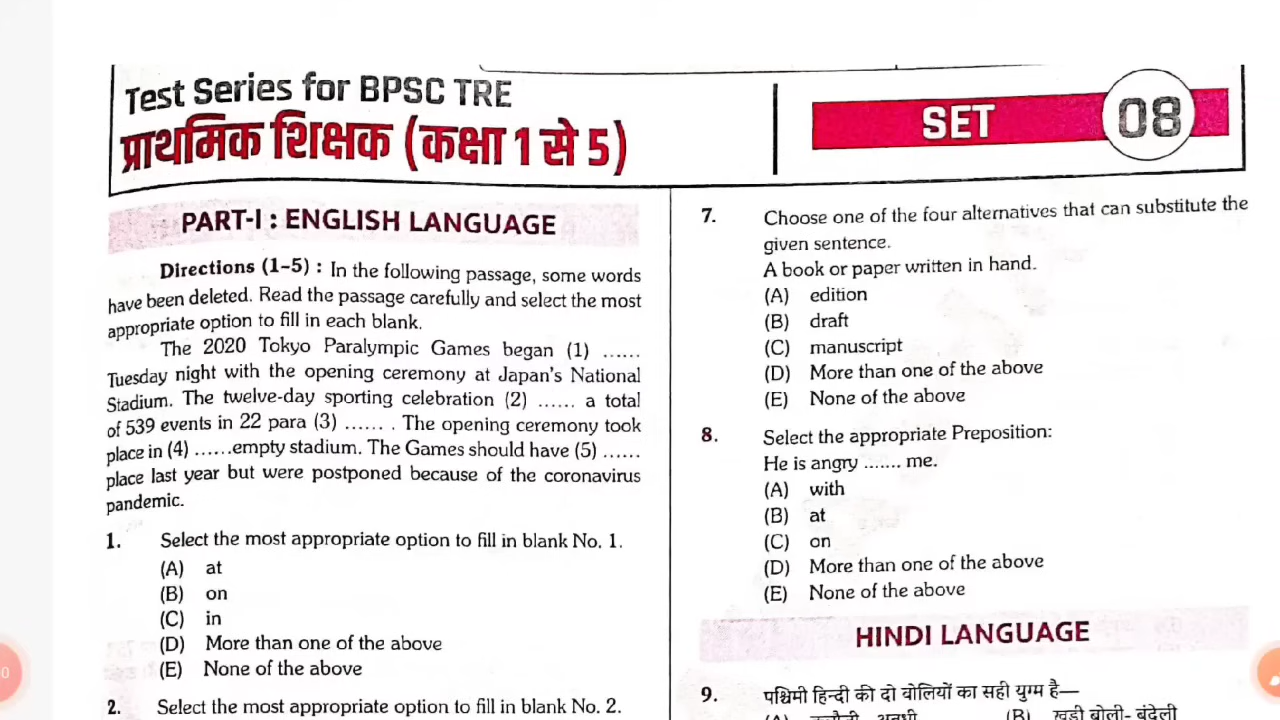 Test Series for BPSC TRE
प्राथमिक शिक्षक (कक्षा 1 से 5)
SET 08
PART-I : ENGLISH LANGUAGE
Directions (1–5) : In the following passage, some words
have been deleted. Read the passage carefully and select the most
appropriate option to fill in each blank.
The 2020 Tokyo Paralympic Games began (1) ......
Tuesday night with the opening ceremony at Japan's National
Stadium. The twelve-day sporting celebration (2) ...... a total
of 539 events in 22 para (3) ...... . The opening ceremony took
place in (4) ......empty stadium. The Games should have (5) ......
place last year but were postponed because of the coronavirus
pandemic.
1. Select the most appropriate option to fill in blank No. 1.
(A) at
(B) on
(C) in
(D) More than one of the above
(E) None of the above
2. Select the most appropriate option to fill in blank No. 2.
7. Choose one of the four alternatives that can substitute the
given sentence.
A book or paper written in hand.
(A) edition
(B) draft
(C) manuscript
(D) More than one of the above
(E) None of the above
8. Select the appropriate Preposition:
He is angry ....... me.
(A) with
(B) at
(C) on
(D) More than one of the above
(E) None of the above
HINDI LANGUAGE
9. पश्चिमी हिन्दी की दो बोलियों का सही युग्म है—
(B) खड़ी बोली- बुंदेली